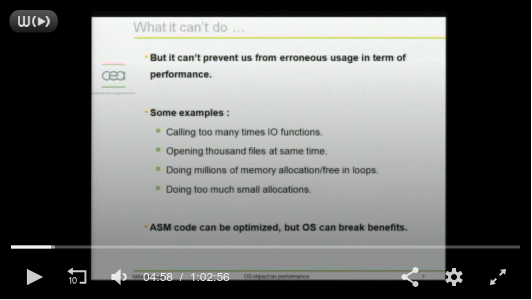 W(▶)
What it can't do …
But it can't prevent us from erroneous usage in term of
performance.
cea
Some examples :
Calling too many times IO functions.
Opening thousand files at same time.
Doing millions of memory allocation/free in loops.
Doing too much small allocations.
ASM code can be optimized, but OS can break benefits.
10
04:58 / 1:02:56
OS impact on performance
7